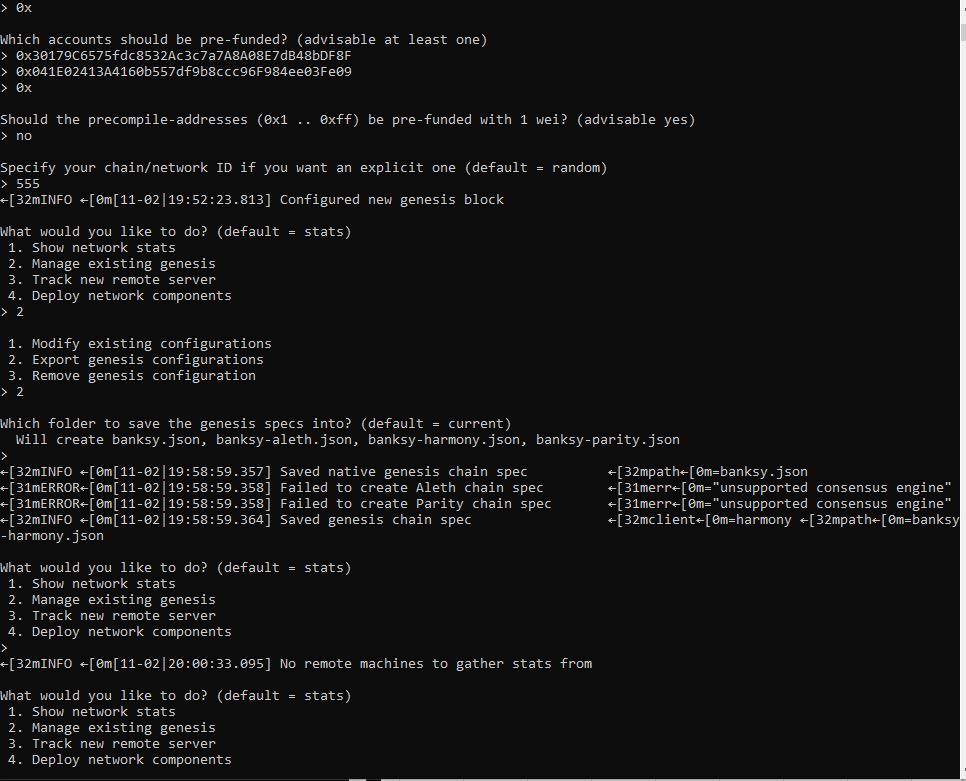 > 0x
Which accounts should be pre-funded? (advisable at least one)
> 0x30179C6575fdc8532Ac3c7a7A8A08E7dB48bDF8F
> 0x041E02413A4160b557df9b8ccc96F984ee03Fe09
> 0x
Should the precompile-addresses (0x1 .. 0xff) be pre-funded with 1 wei? (advisable yes)
> no
Specify your chain/network ID if you want an explicit one (default = random)
> 555
←[32mINFO ←[0m[11-02|19:52:23.813] Configured new genesis block
What would you like to do? (default = stats)
1. Show network stats
2. Manage existing genesis
3. Track new remote server
4. Deploy network components
> 2
1. Modify existing configurations
2. Export genesis configurations
3. Remove genesis configuration
> 2
Which folder to save the genesis specs into? (default = current)
Will create banksy.json, banksy-aleth.json, banksy-harmony.json, banksy-parity.json
>
←[32mINFO ←[0m[11-02|19:58:59.357] Saved native genesis chain spec ←[32mpath←[0m=banksy.json
←[31mERROR←[0m[11-02|19:58:59.358] Failed to create Aleth chain spec ←[31merr←[0m="unsupported consensus engine"
←[31mERROR←[0m[11-02|19:58:59.358] Failed to create Parity chain spec ←[31merr←[0m="unsupported consensus engine"
←[32mINFO ←[0m[11-02|19:58:59.364] Saved genesis chain spec ←[32mclient←[0m=harmony ←[32mpath←[0m=banksy
-harmony.json
What would you like to do? (default = stats)
1. Show network stats
2. Manage existing genesis
3. Track new remote server
4. Deploy network components
>
←[32mINFO ←[0m[11-02|20:00:33.095] No remote machines to gather stats from
What would you like to do? (default = stats)
1. Show network stats
2. Manage existing genesis
3. Track new remote server
4. Deploy network components